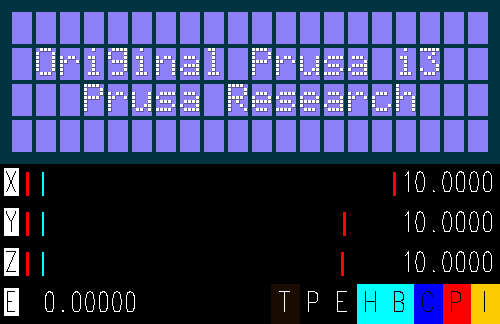 Original Prusa i3
Prusa Research
X 10.0000
Y 10.0000
Z 10.0000
E 0.00000 T P E H B C P I